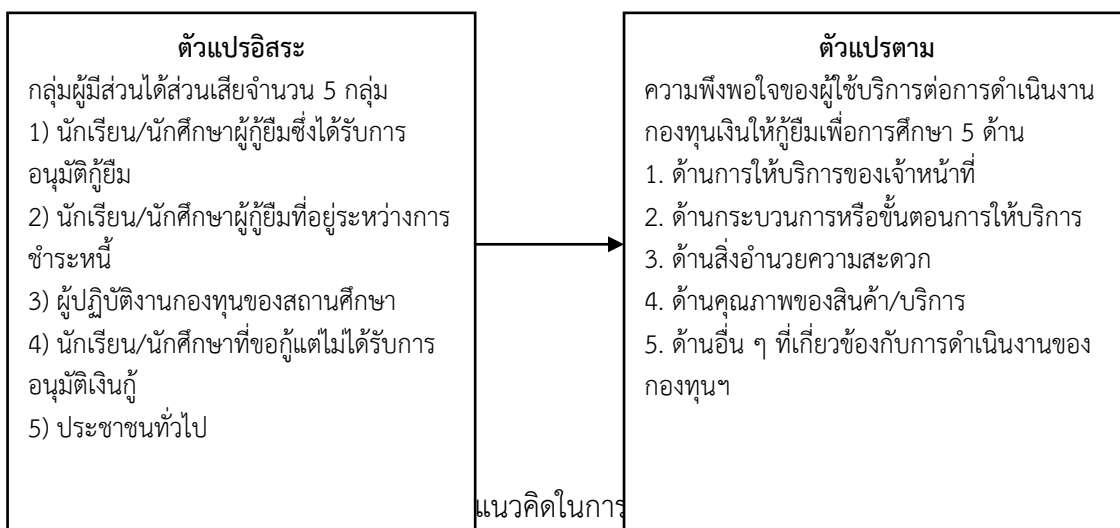 ตัวแปรอิสระ
กลุ่มผู้มีส่วนได้ส่วนเสียจำนวน 5 กลุ่ม
1) นักเรียน/นักศึกษาผู้กู้ยืมซึ่งได้รับการ
อนุมัติกู้ยืม
2) นักเรียน/นักศึกษาผู้กู้ยืมที่อยู่ระหว่างการ
ชำระหนี้
3) ผู้ปฏิบัติงานกองทุนของสถานศึกษา
4) นักเรียน/นักศึกษาที่ขอกู้แต่ไม่ได้รับการ
อนุมัติเงินกู้
5) ประชาชนทั่วไป
ตัวแปรตาม
ความพึงพอใจของผู้ใช้บริการต่อการดำเนินงาน
กองทุนเงินให้กู้ยืมเพื่อการศึกษา 5 ด้าน
1. ด้านการให้บริการของเจ้าหน้าที่
2. ด้านกระบวนการหรือขั้นตอนการให้บริการ
3. ด้านสิ่งอำนวยความสะดวก
4. ด้านคุณภาพของสินค้า/บริการ
5. ด้านอื่น ๆ ที่เกี่ยวข้องกับการดำเนินงานของ
กองทุนฯ
แนวคิดในการ